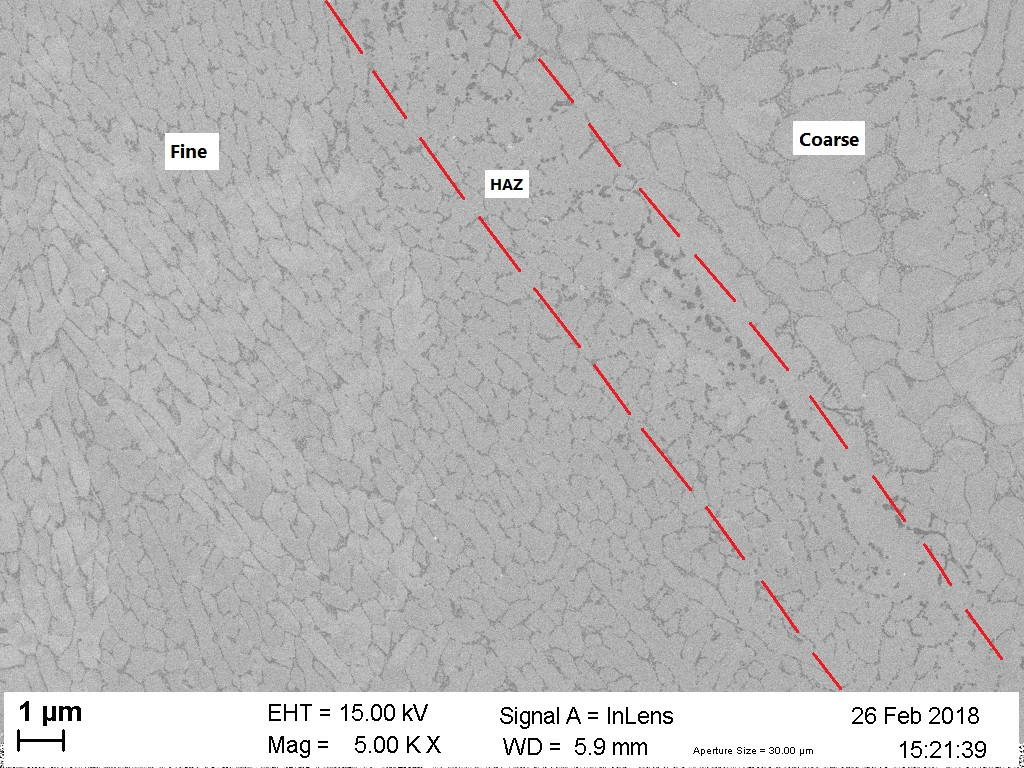 Fine
Coarse
HAZ
1 µm
EHT = 15.00 kV
Signal A = InLens
26 Feb 2018
Mag = 5.00 K X
WD = 5.9 mm
Aperture Size = 30.00 µm
15:21:39